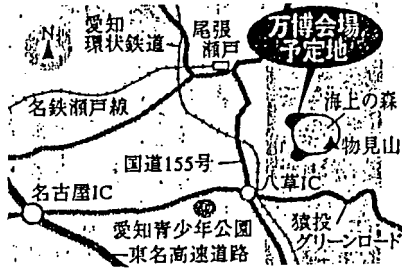 N
愛知
環状鉄道
尾張
瀬戸
万博会場
予定地
海上の森
物見山
名鉄瀬戸線
国道155号
八草IC
名古屋IC
愛知青少年公園
東名高速道路
猿投
グリーンロード